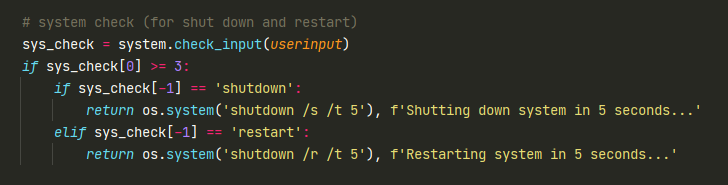 # system check (for shut down and restart)
sys_check = system.check_input(userinput)
if sys_check[0] >= 3:
    if sys_check[-1] == 'shutdown':
        return os.system('shutdown /s /t 5'), f'Shutting down system in 5 seconds...'
    elif sys_check[-1] == 'restart':
        return os.system('shutdown /r /t 5'), f'Restarting system in 5 seconds...'